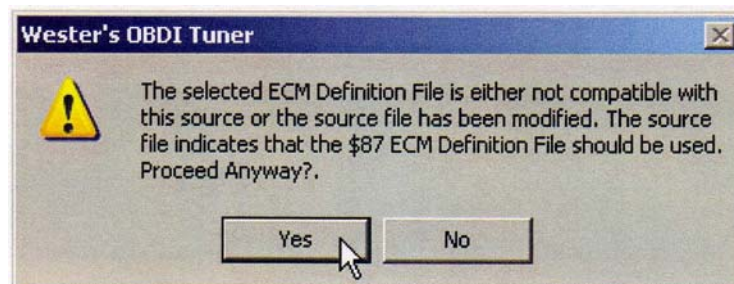 Wester's OBDI Tuner
The selected ECM Definition File is either not compatible with
this source or the source file has been modified. The source
file indicates that the $87 ECM Definition File should be used.
Proceed Anyway?.
Yes
No